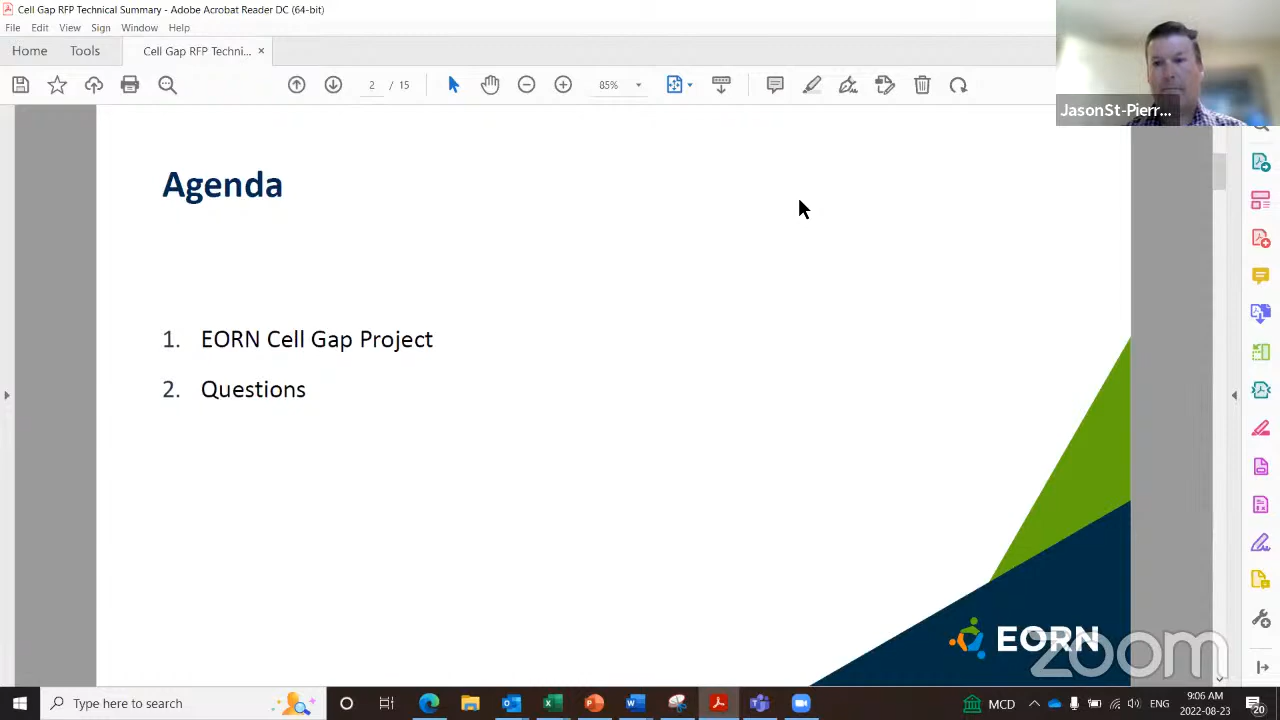 Cell Gap RFP Technical Summary - Adobe Acrobat Reader DC (64-bit)
File Edit View Sign Window Help
Home Tools Cell Gap RFP Techni... ×
2 / 15 85%
JasonSt-Pierr...
Agenda
1. EORN Cell Gap Project
2. Questions
EORN
zoom
Type here to search
MCD ENG 9:06 AM
2022-08-23 20